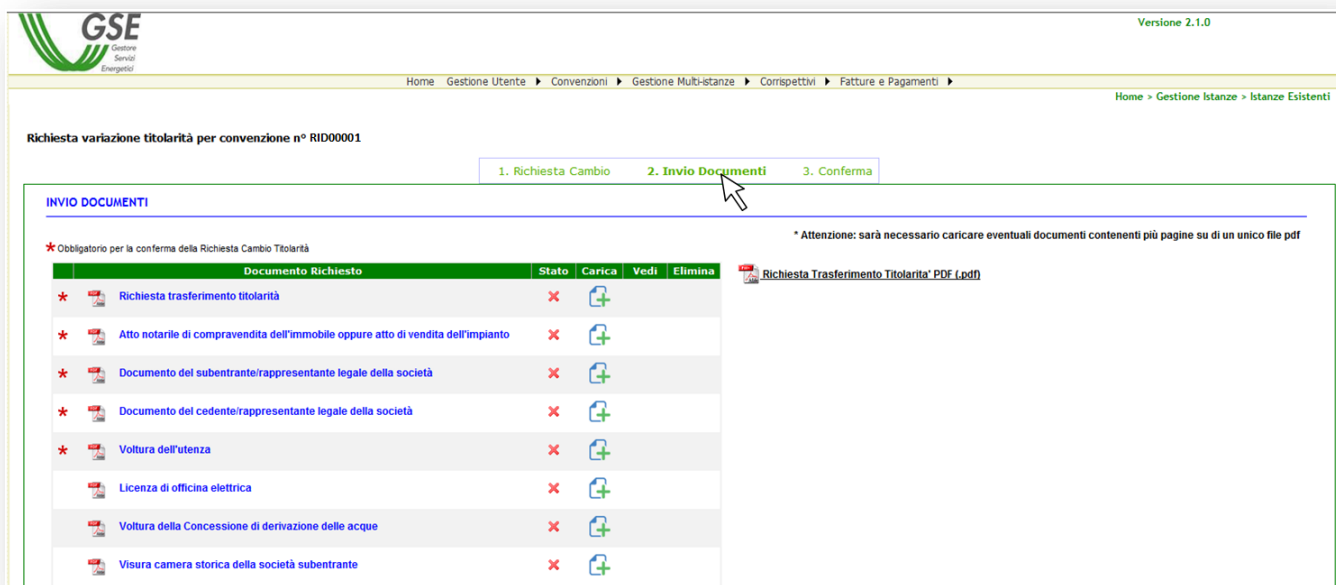 GSE
Gestore
Servizi
Energetici
Versione 2.1.0
Home Gestione Utente Convenzioni Gestione Multi-istanze Corrispettivi Fatture e Pagamenti
Home > Gestione Istanze > Istanze Esistenti
Richiesta variazione titolarità per convenzione n° RID00001
1. Richiesta Cambio 2. Invio Documenti 3. Conferma
INVIO DOCUMENTI
* Attenzione: sarà necessario caricare eventuali documenti contenenti più pagine su di un unico file pdf
* Obbligatorio per la conferma della Richiesta Cambio Titolarità
Documento Richiesto Stato Carica Vedi Elimina
Richiesta Trasferimento Titolarita' PDF (.pdf)
* Richiesta trasferimento titolarità
* Atto notarile di compravendita dell'immobile oppure atto di vendita dell'impianto
* Documento del subentrante/rappresentante legale della società
* Documento del cedente/rappresentante legale della società
* Voltura dell'utenza
Licenza di officina elettrica
Voltura della Concessione di derivazione delle acque
Visura camera storica della società subentrante